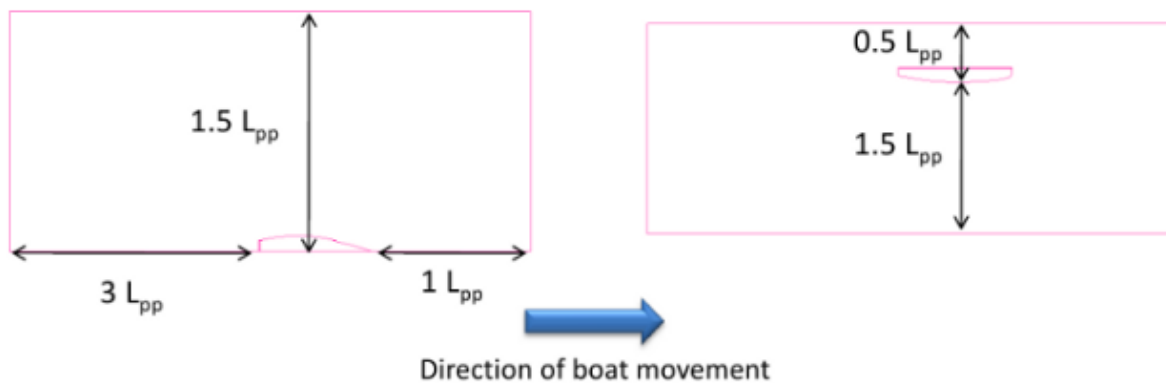 1.5 Lpp
3 Lpp
1 Lpp
0.5 Lpp
1.5 Lpp
Direction of boat movement